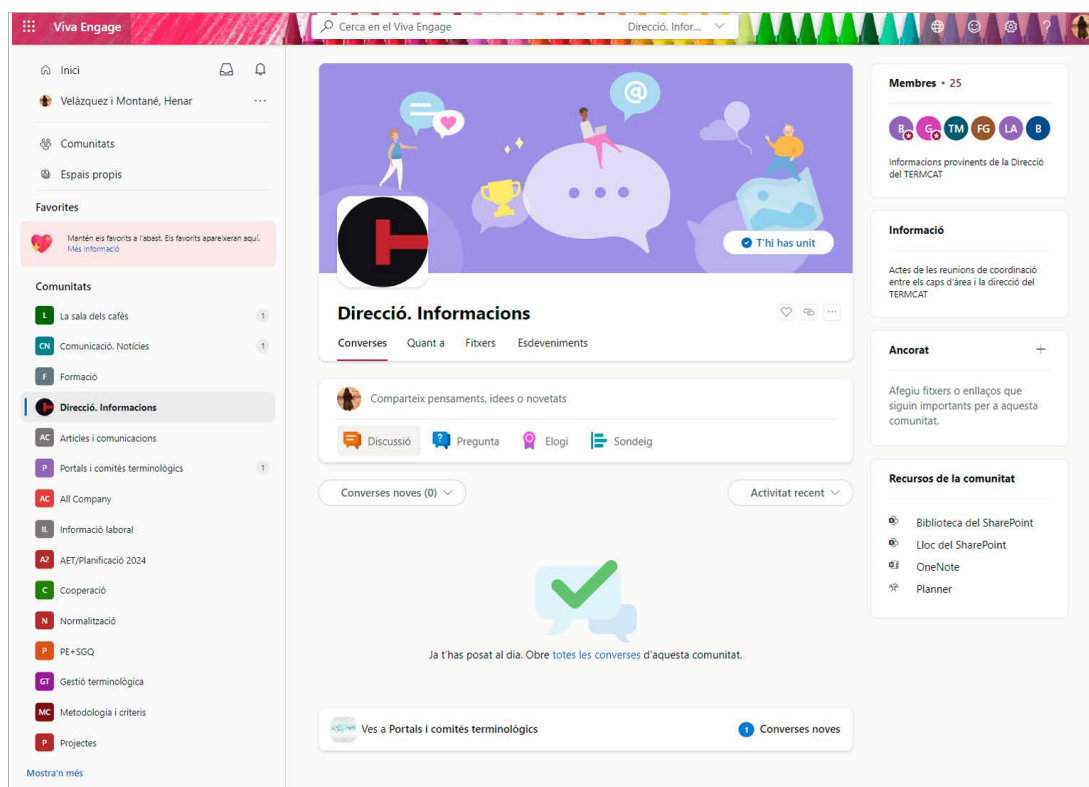 Viva Engage
Cerca en el Viva Engage
Direcció. Infor...
Inici
Velàzquez i Montané, Henar
Comunitats
Espais propis
Favorites
Mantén els favorits a l'abast. Els favorits apareixeran aquí.
Més informació
Comunitats
L La sala dels cafès 1
CN Comunicació. Notícies 1
F Formació
Direcció. Informacions
AC Articles i comunicacions
P Portals i comitès terminològics 1
AC All Company
IL Informació laboral
A2 AET/Planificació 2024
C Cooperació
N Normalització
P PE+SGQ
GT Gestió terminològica
MC Metodologia i criteris
P Projectes
Mostra'n més
@
T'hi has unit
Direcció. Informacions
Converses Quant a Fitxers Esdeveniments
Comparteix pensaments, idees o novetats
Discussió Pregunta Elogi Sondeig
Converses noves (0) Activitat recent
Ja t'has posat al dia. Obre totes les converses d'aquesta comunitat.
Ves a Portals i comitès terminològics 1 Converses noves
Membres • 25
B G TM FG LA B
Informacions provinents de la Direcció
del TERMCAT
Informació
Actes de les reunions de coordinació
entre els caps d'àrea i la direcció del
TERMCAT
Ancorat
Afegiu fitxers o enllaços que
siguin importants per a aquesta
comunitat.
Recursos de la comunitat
Biblioteca del SharePoint
Lloc del SharePoint
OneNote
Planner